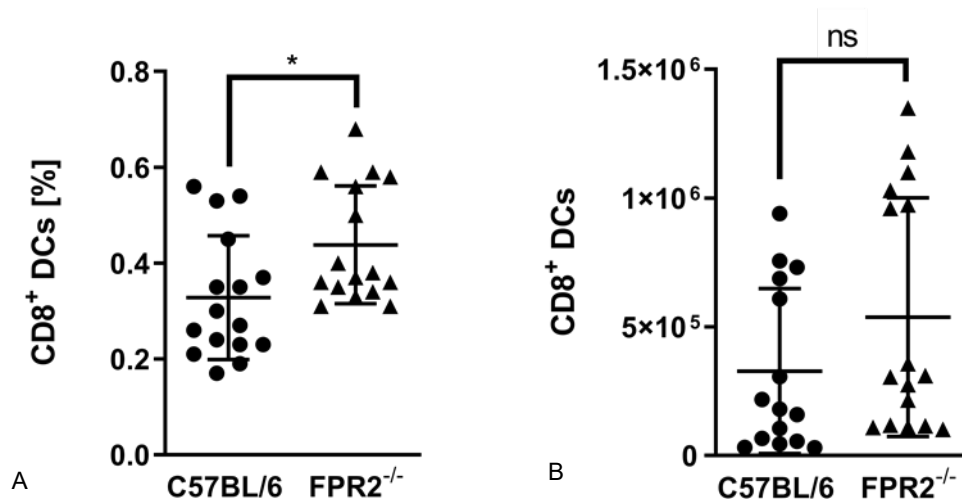 0.8
0.6
0.4
0.2
0.0
CD8⁺ DCs [%]
*
C57BL/6 FPR2⁻/⁻
A
1.5×10⁶
1×10⁶
5×10⁵
0
CD8⁺ DCs
ns
C57BL/6 FPR2⁻/⁻
B